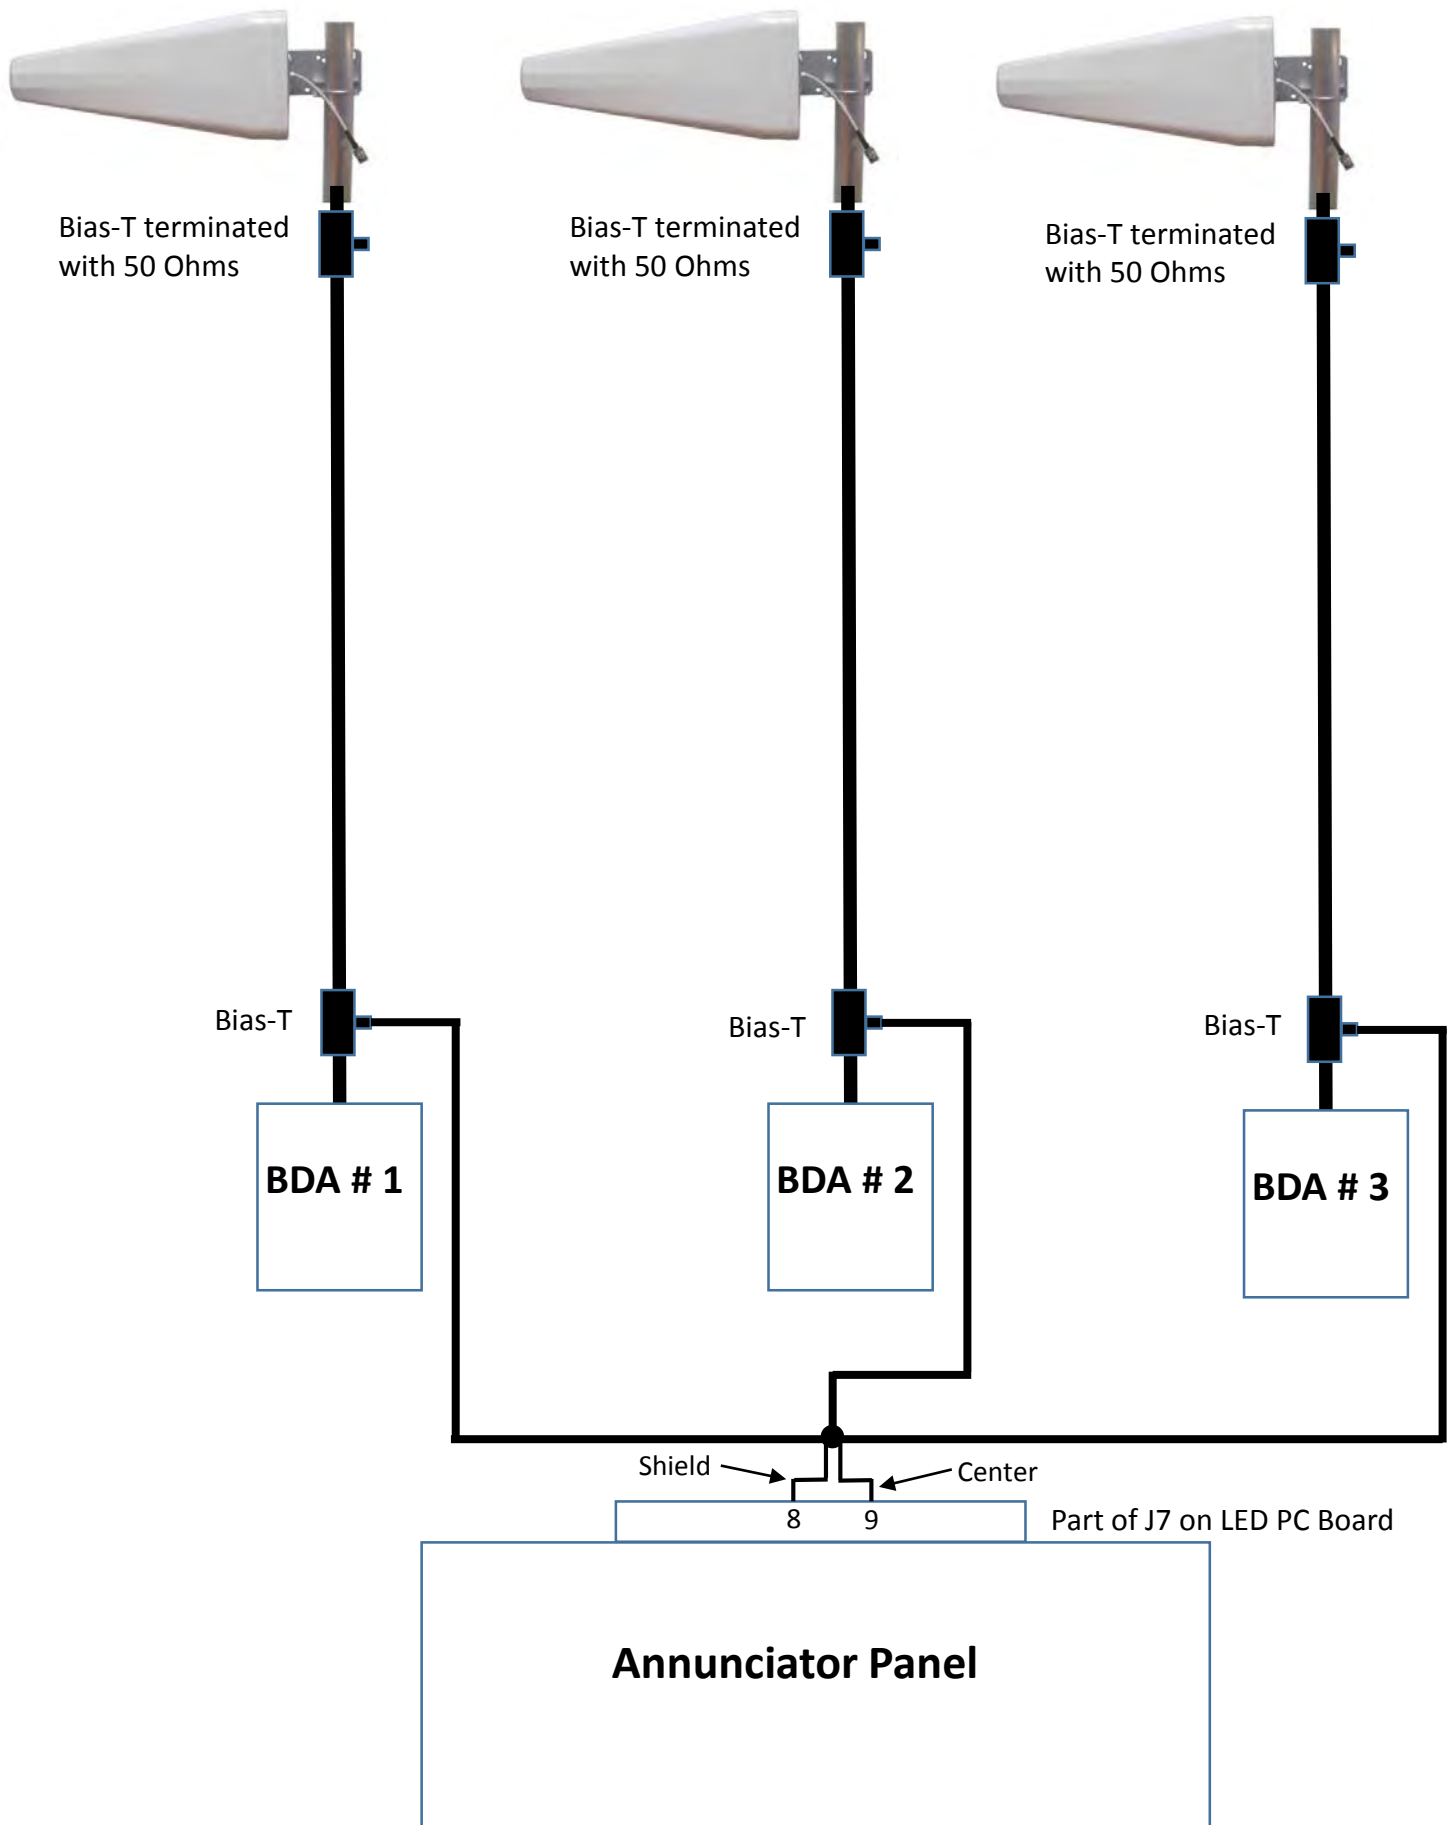 Bias-T terminated
with 50 Ohms
Bias-T terminated
with 50 Ohms
Bias-T terminated
with 50 Ohms
Bias-T
Bias-T
Bias-T
BDA # 1
BDA # 2
BDA # 3
Shield
Center
8
9
Part of J7 on LED PC Board
Annunciator Panel